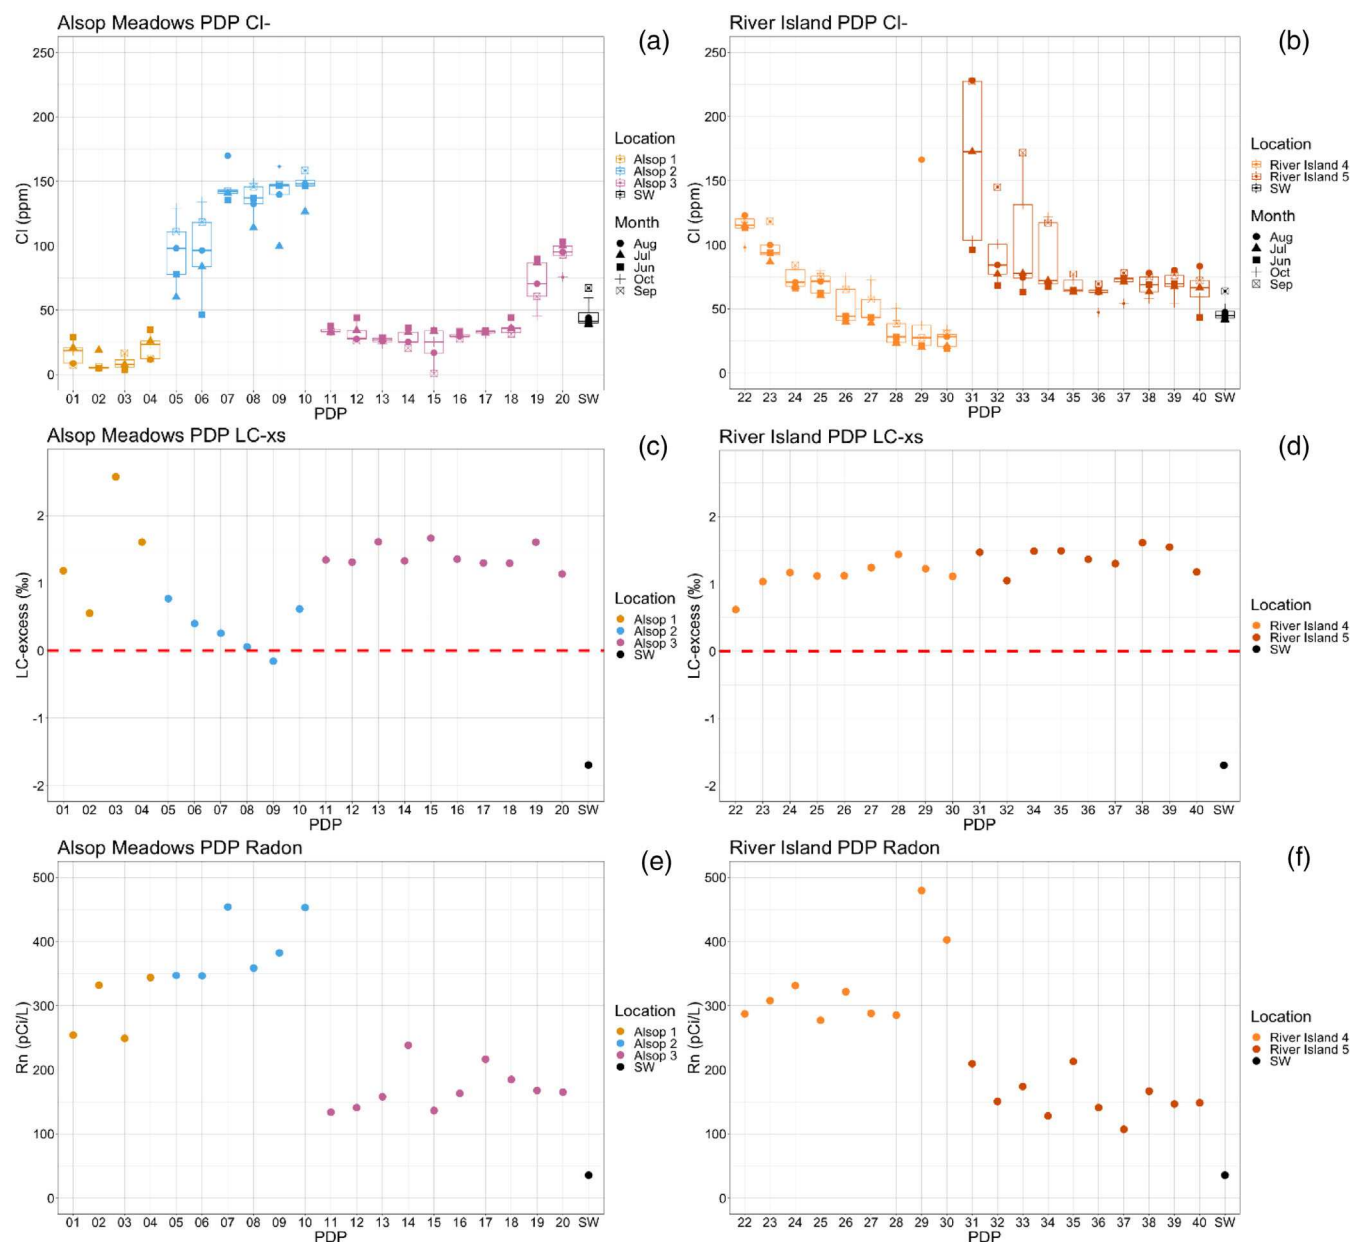 Alsop Meadows PDP Cl-
(a)
250
200
150
100
50
0
Cl (ppm)
01 02 03 04 05 06 07 08 09 10 11 12 13 14 15 16 17 18 19 20 SW
PDP
Location
Alsop 1
Alsop 2
Alsop 3
SW
Month
Aug
Jul
Jun
Oct
Sep
River Island PDP Cl-
(b)
250
200
150
100
50
0
Cl (ppm)
22 23 24 25 26 27 28 29 30 31 32 33 34 35 36 37 38 39 40 SW
PDP
Location
River Island 4
River Island 5
SW
Month
Aug
Jul
Jun
Oct
Sep
Alsop Meadows PDP LC-xs
(c)
2
1
0
-1
-2
LC-excess (‰)
01 02 03 04 05 06 07 08 09 10 11 12 13 14 15 16 17 18 19 20 SW
PDP
Location
Alsop 1
Alsop 2
Alsop 3
SW
River Island PDP LC-xs
(d)
2
1
0
-1
-2
LC-excess (‰)
22 23 24 25 26 27 28 29 30 31 32 33 34 35 36 37 38 39 40 SW
PDP
Location
River Island 4
River Island 5
SW
Alsop Meadows PDP Radon
(e)
500
400
300
200
100
0
Rn (pCi/L)
01 02 03 04 05 06 07 08 09 10 11 12 13 14 15 16 17 18 19 20 SW
PDP
Location
Alsop 1
Alsop 2
Alsop 3
SW
River Island PDP Radon
(f)
500
400
300
200
100
0
Rn (pCi/L)
22 23 24 25 26 27 28 29 30 31 32 33 34 35 36 37 38 39 40 SW
PDP
Location
River Island 4
River Island 5
SW